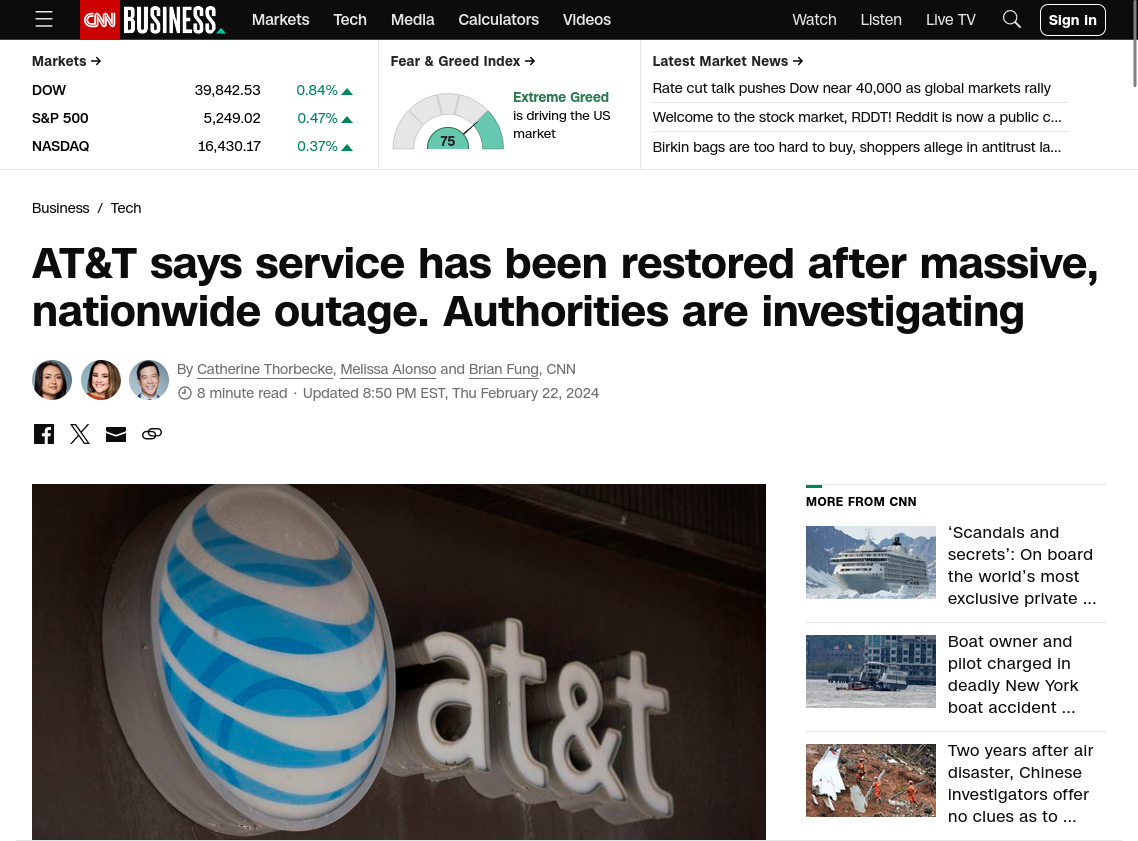 CNN BUSINESS Markets Tech Media Calculators Videos Watch Listen Live TV Sign in
Markets →
DOW 39,842.53 0.84%
S&P 500 5,249.02 0.47%
NASDAQ 16,430.17 0.37%
Fear & Greed Index →
75
Extreme Greed
is driving the US
market
Latest Market News →
Rate cut talk pushes Dow near 40,000 as global markets rally
Welcome to the stock market, RDDT! Reddit is now a public c...
Birkin bags are too hard to buy, shoppers allege in antitrust la...
Business / Tech
AT&T says service has been restored after massive,
nationwide outage. Authorities are investigating
By Catherine Thorbecke, Melissa Alonso and Brian Fung, CNN
8 minute read · Updated 8:50 PM EST, Thu February 22, 2024
at&t
MORE FROM CNN
‘Scandals and
secrets’: On board
the world’s most
exclusive private ...
Boat owner and
pilot charged in
deadly New York
boat accident ...
Two years after air
disaster, Chinese
investigators offer
no clues as to ...